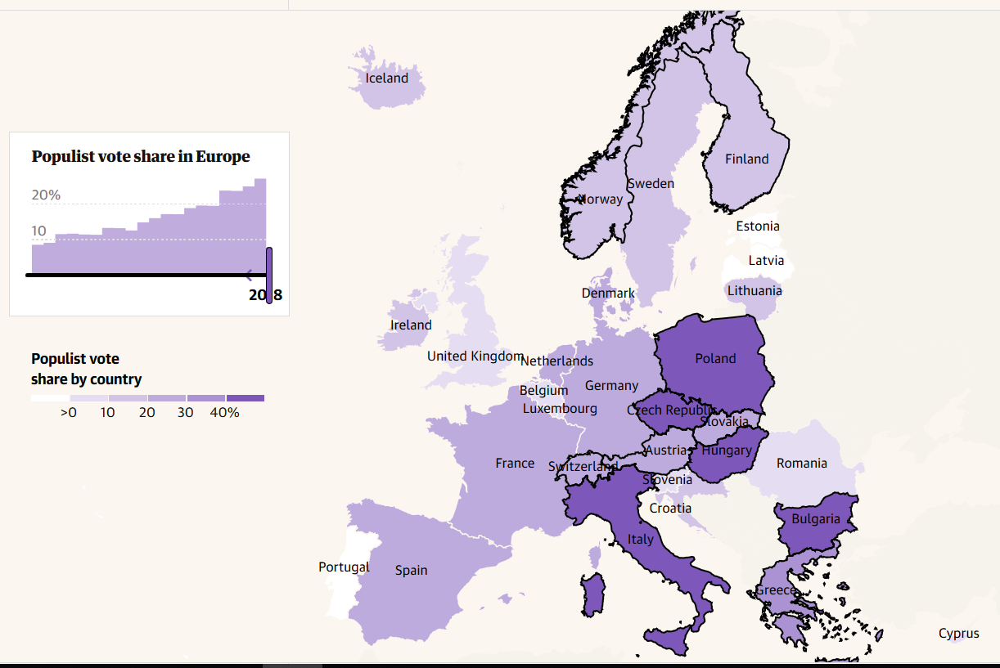 Populist vote share in Europe
20%
10
2018
Populist vote
share by country
>0 10 20 30 40%
Iceland
Finland
Sweden
Norway
Estonia
Latvia
Denmark
Lithuania
Ireland
United Kingdom
Netherlands
Poland
Belgium
Germany
Luxembourg
Czech Republic
Slovakia
Austria
Hungary
France
Switzerland
Romania
Slovenia
Croatia
Bulgaria
Italy
Portugal
Spain
Greece
Cyprus